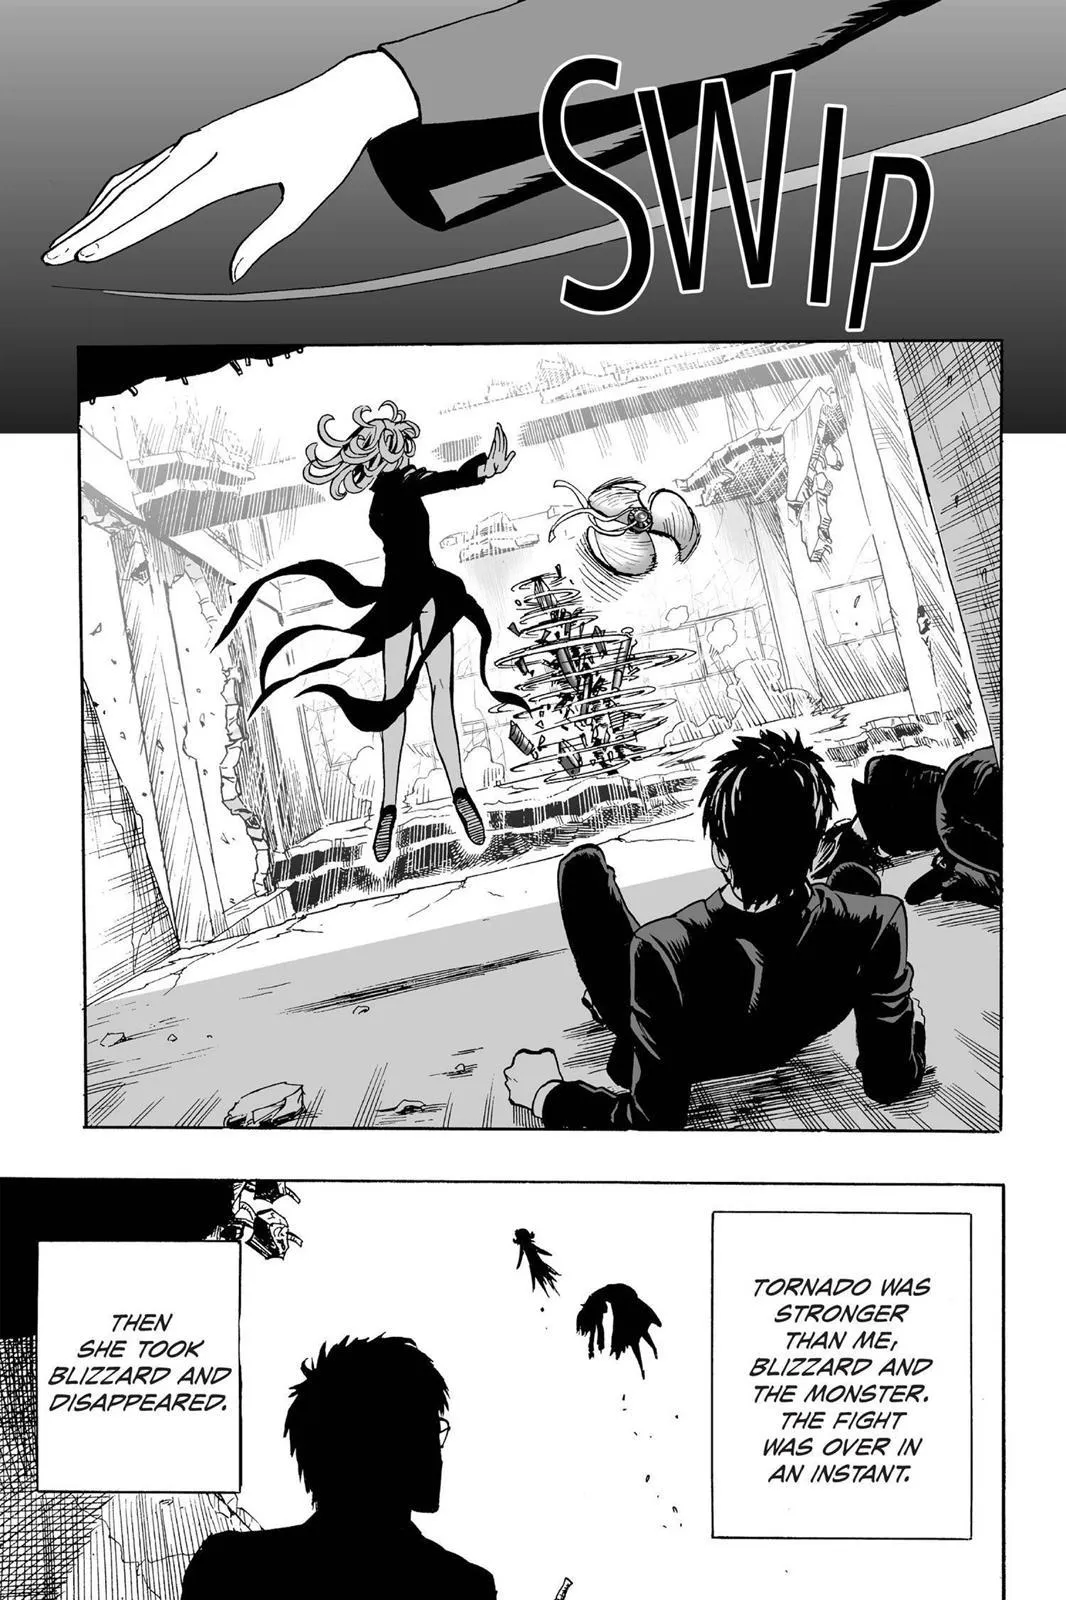 SWIP
TORNADO WAS
STRONGER
THAN ME,
BLIZZARD AND
THE MONSTER.
THE FIGHT
WAS OVER IN
AN INSTANT.
THEN
SHE TOOK
BLIZZARD AND
DISAPPEARED.